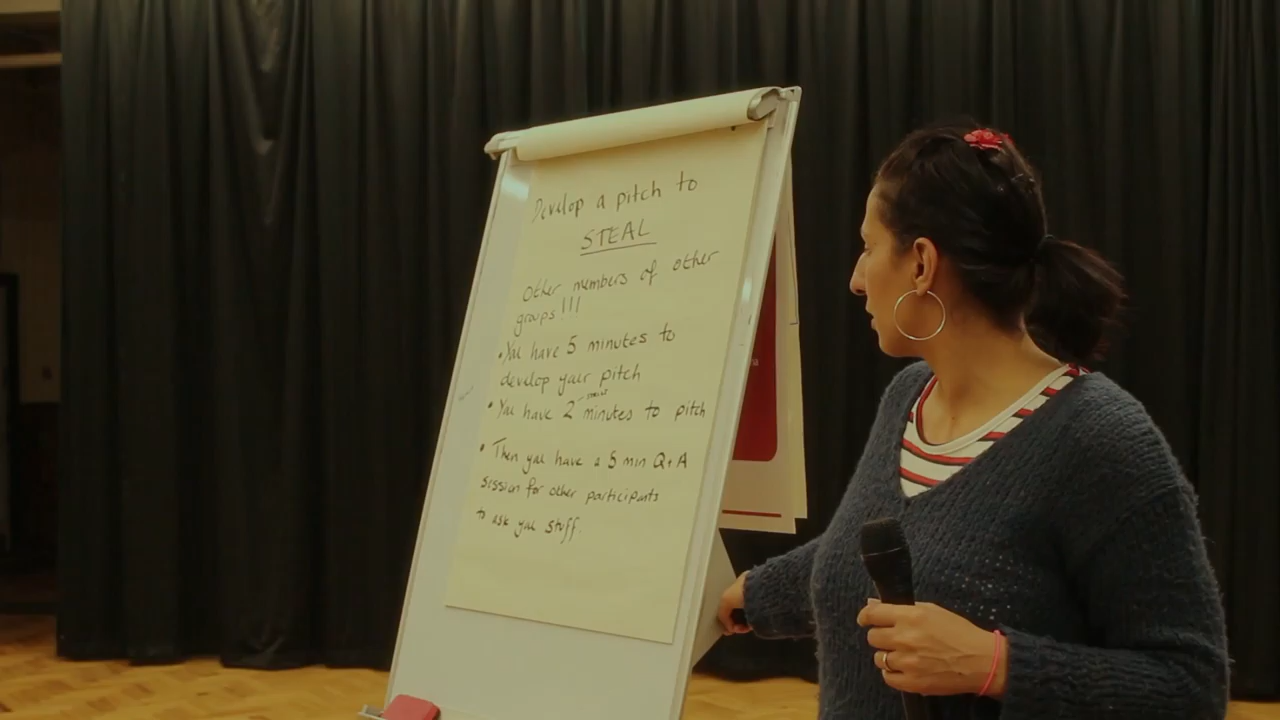 Develop a pitch to
STEAL
Other members of other
groups!!!
• You have 5 minutes to
develop your pitch
• You have 2 minutes to pitch
• Then you have a 5 min Q+A
session for other participants
to ask you stuff.